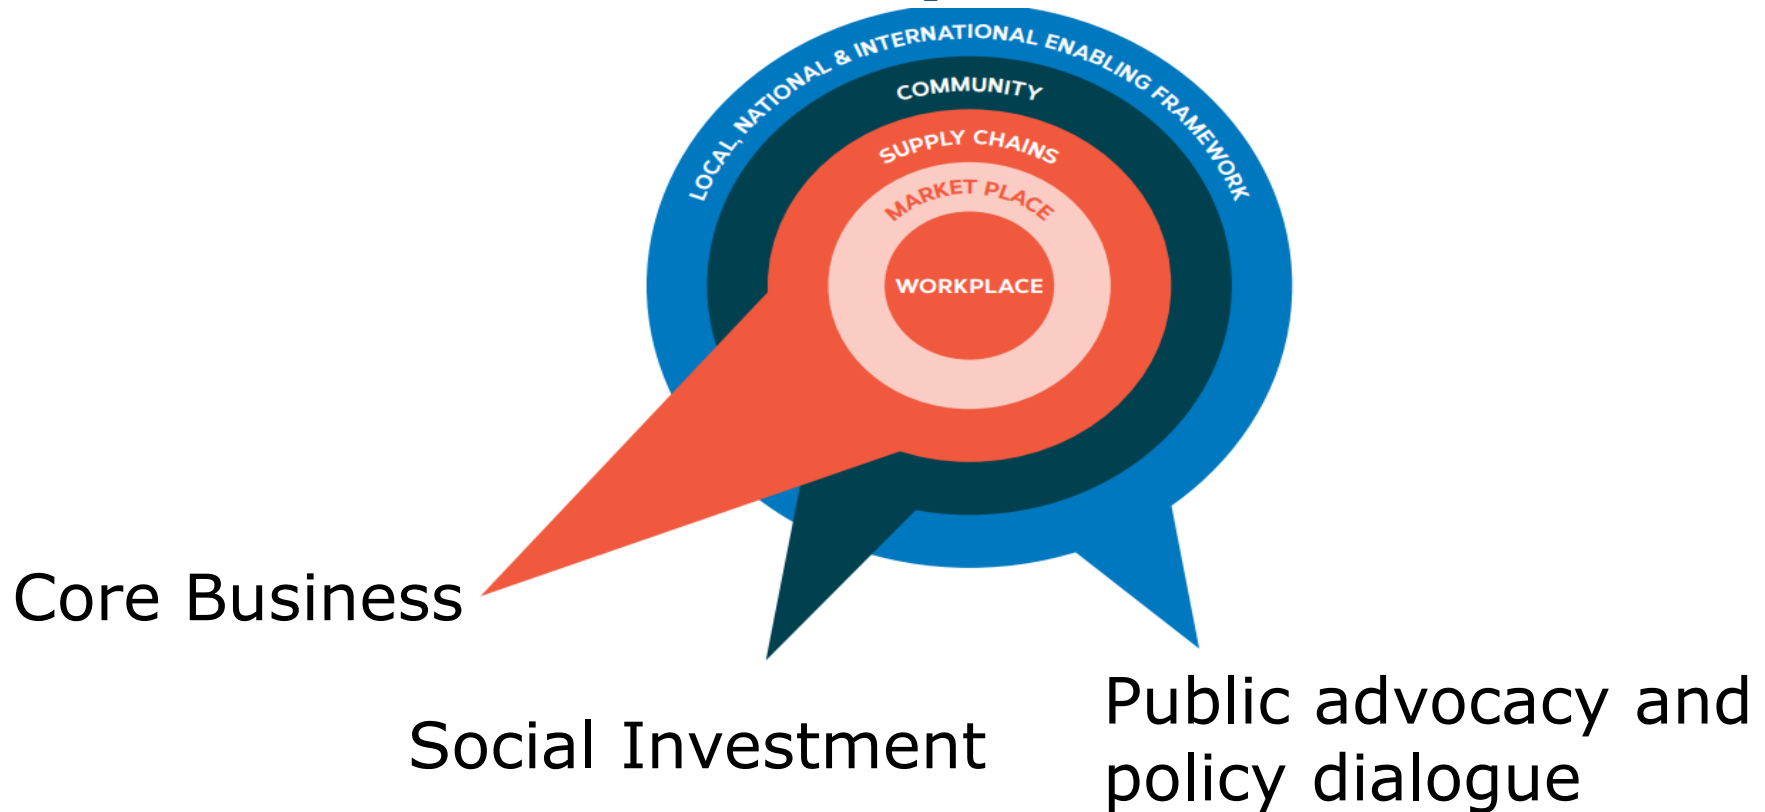 LOCAL, NATIONAL & INTERNATIONAL ENABLING FRAMEWORK
COMMUNITY
SUPPLY CHAINS
MARKET PLACE
WORKPLACE
Core Business
Social Investment
Public advocacy and
policy dialogue